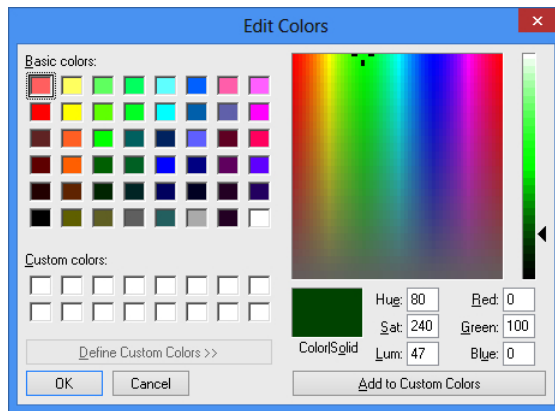 Edit Colors
Basic colors:
Custom colors:
Define Custom Colors >>
OK Cancel
Color|Solid
Hue: 80 Red: 0
Sat: 240 Green: 100
Lum: 47 Blue: 0
Add to Custom Colors